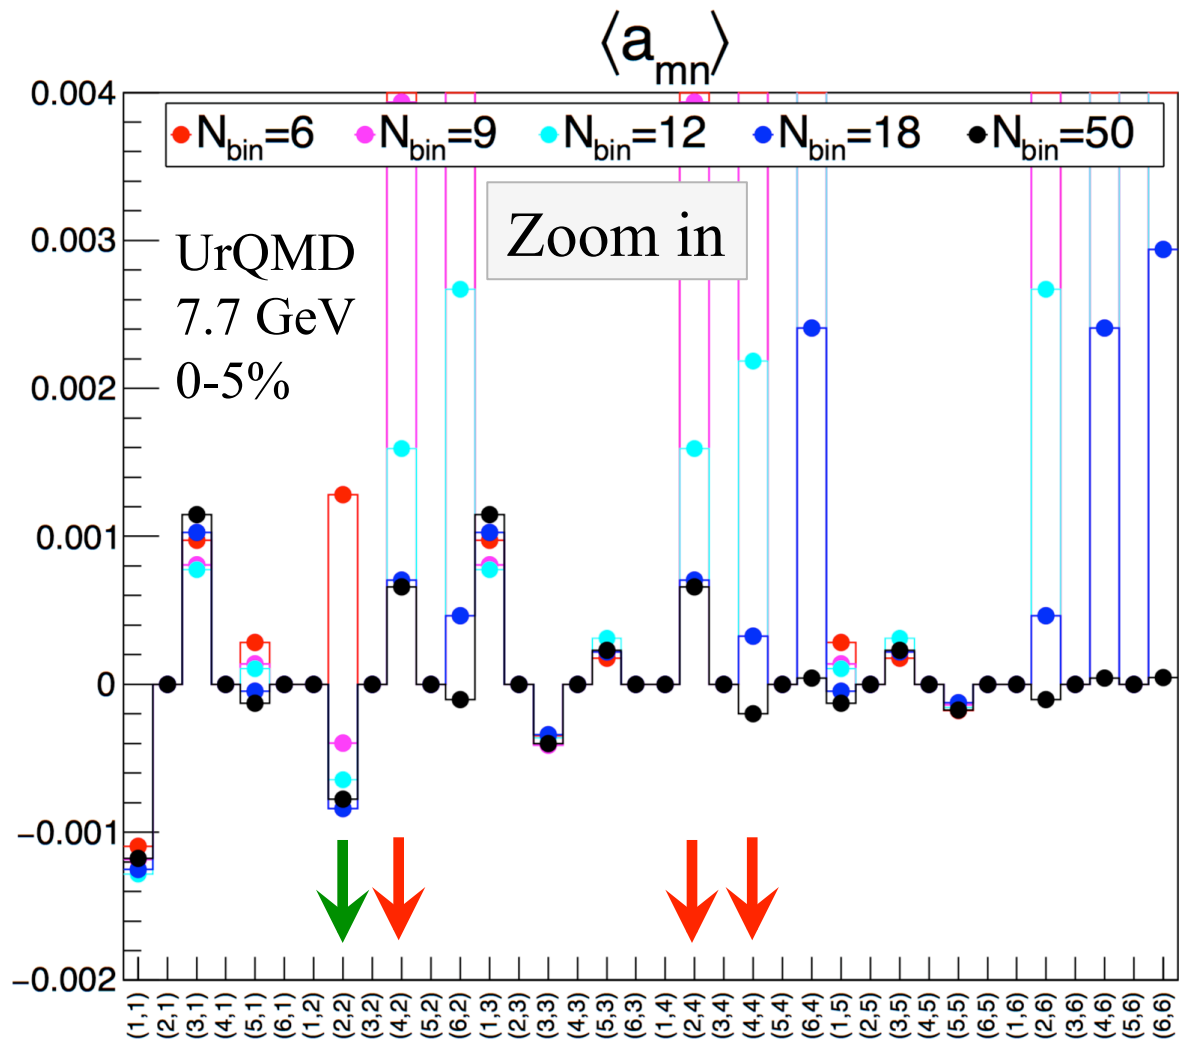 ⟨a_mn⟩
0.004
N_bin=6 N_bin=9 N_bin=12 N_bin=18 N_bin=50
Zoom in
UrQMD
7.7 GeV
0-5%
0.003
0.002
0.001
0
−0.001
−0.002
(1,1) (2,1) (3,1) (4,1) (5,1) (6,1) (1,2) (2,2) (3,2) (4,2) (5,2) (6,2) (1,3) (2,3) (3,3) (4,3) (5,3) (6,3) (1,4) (2,4) (3,4) (4,4) (5,4) (6,4) (1,5) (2,5) (3,5) (4,5) (5,5) (6,5) (1,6) (2,6) (3,6) (4,6) (5,6) (6,6)